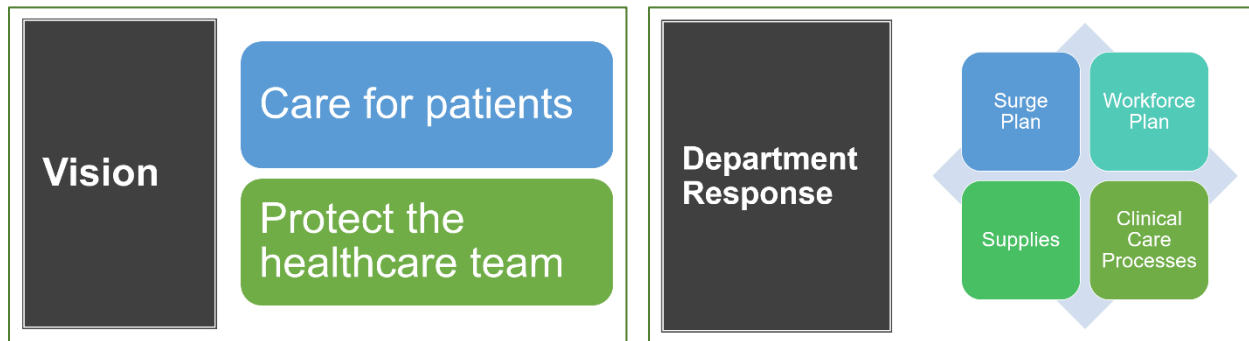 Vision
Care for patients
Protect the
healthcare team
Department
Response
Surge
Plan
Workforce
Plan
Supplies
Clinical
Care
Processes